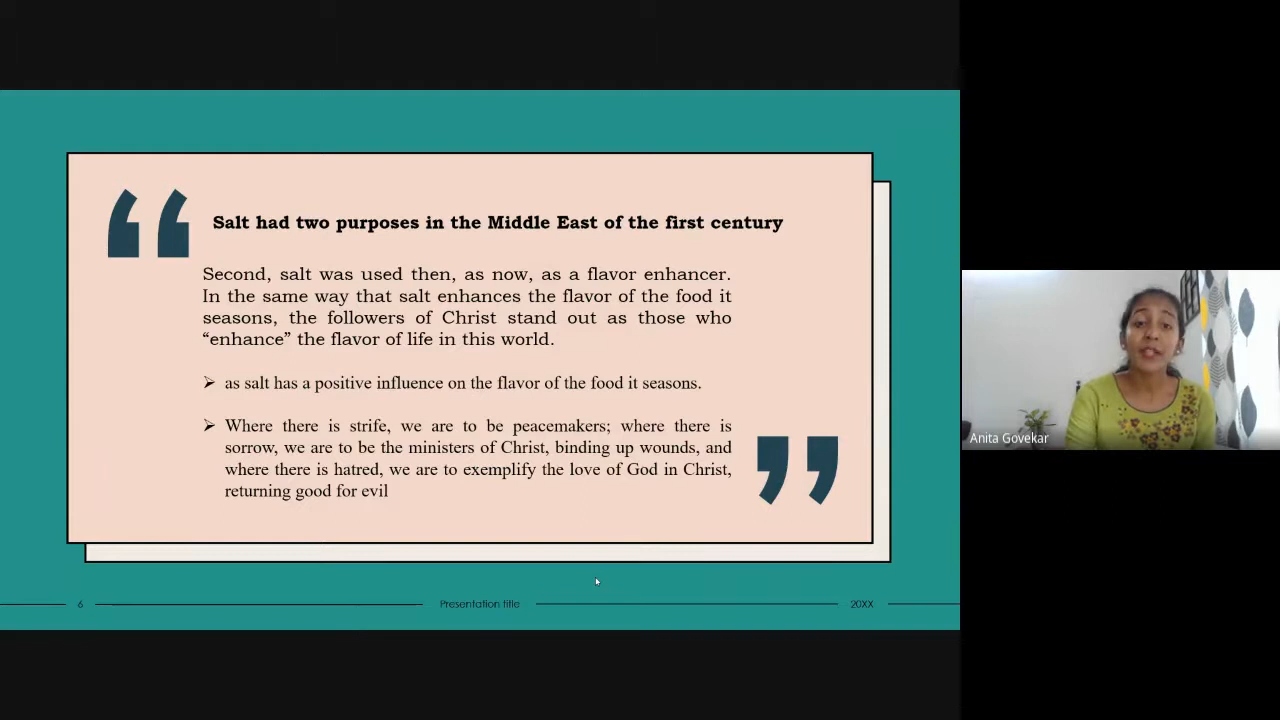 Salt had two purposes in the Middle East of the first century
Second, salt was used then, as now, as a flavor enhancer.
In the same way that salt enhances the flavor of the food it
seasons, the followers of Christ stand out as those who
“enhance” the flavor of life in this world.
➢ as salt has a positive influence on the flavor of the food it seasons.
➢ Where there is strife, we are to be peacemakers; where there is
sorrow, we are to be the ministers of Christ, binding up wounds, and
where there is hatred, we are to exemplify the love of God in Christ,
returning good for evil
6
Presentation title
20XX
Anita Govekar